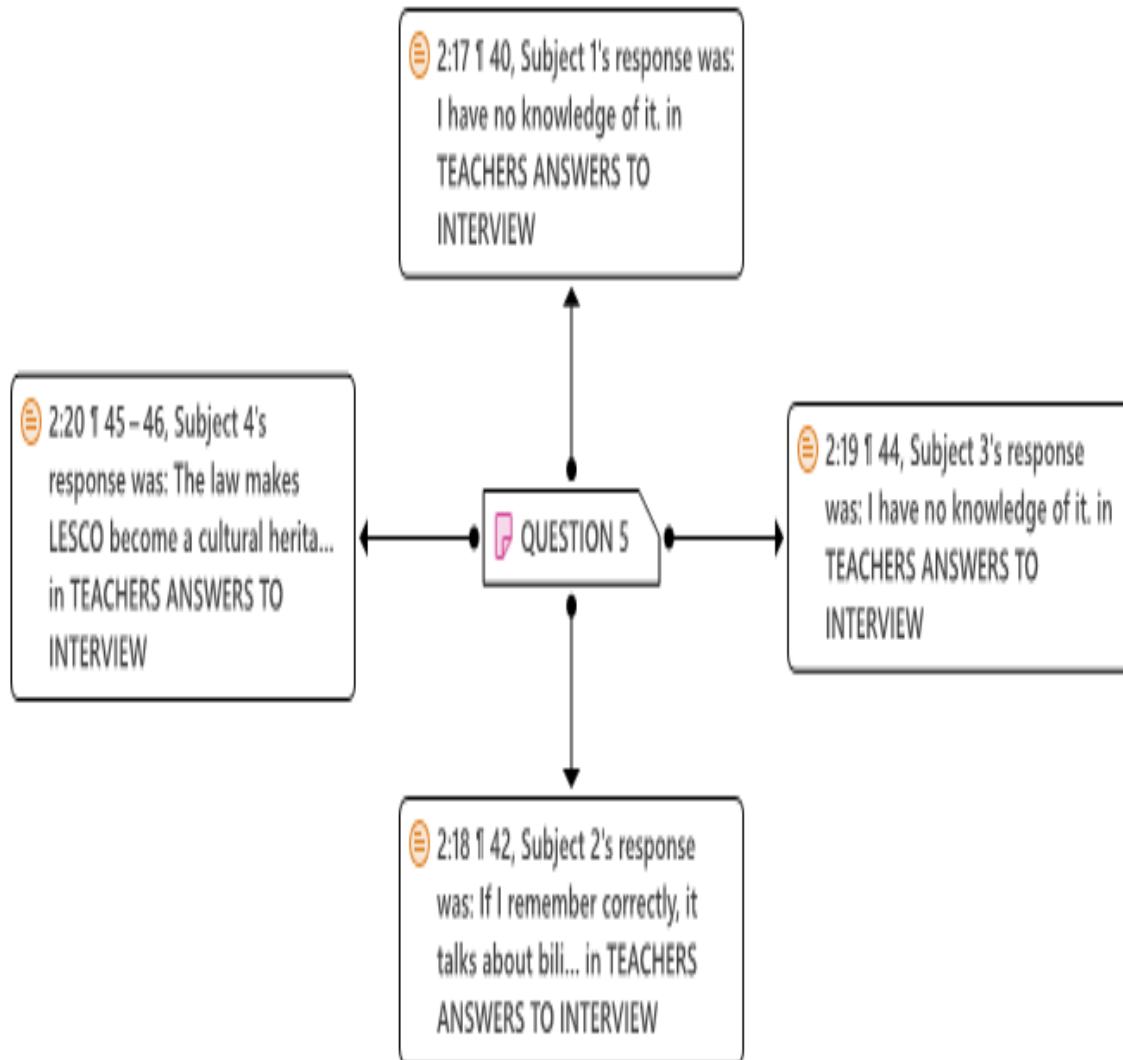 2:17 ¶ 40, Subject 1's response was:
I have no knowledge of it. in
TEACHERS ANSWERS TO
INTERVIEW
2:20 ¶ 45 – 46, Subject 4's
response was: The law makes
LESCO become a cultural herita...
in TEACHERS ANSWERS TO
INTERVIEW
QUESTION 5
2:19 ¶ 44, Subject 3's response
was: I have no knowledge of it. in
TEACHERS ANSWERS TO
INTERVIEW
2:18 ¶ 42, Subject 2's response
was: If I remember correctly, it
talks about bili... in TEACHERS
ANSWERS TO INTERVIEW